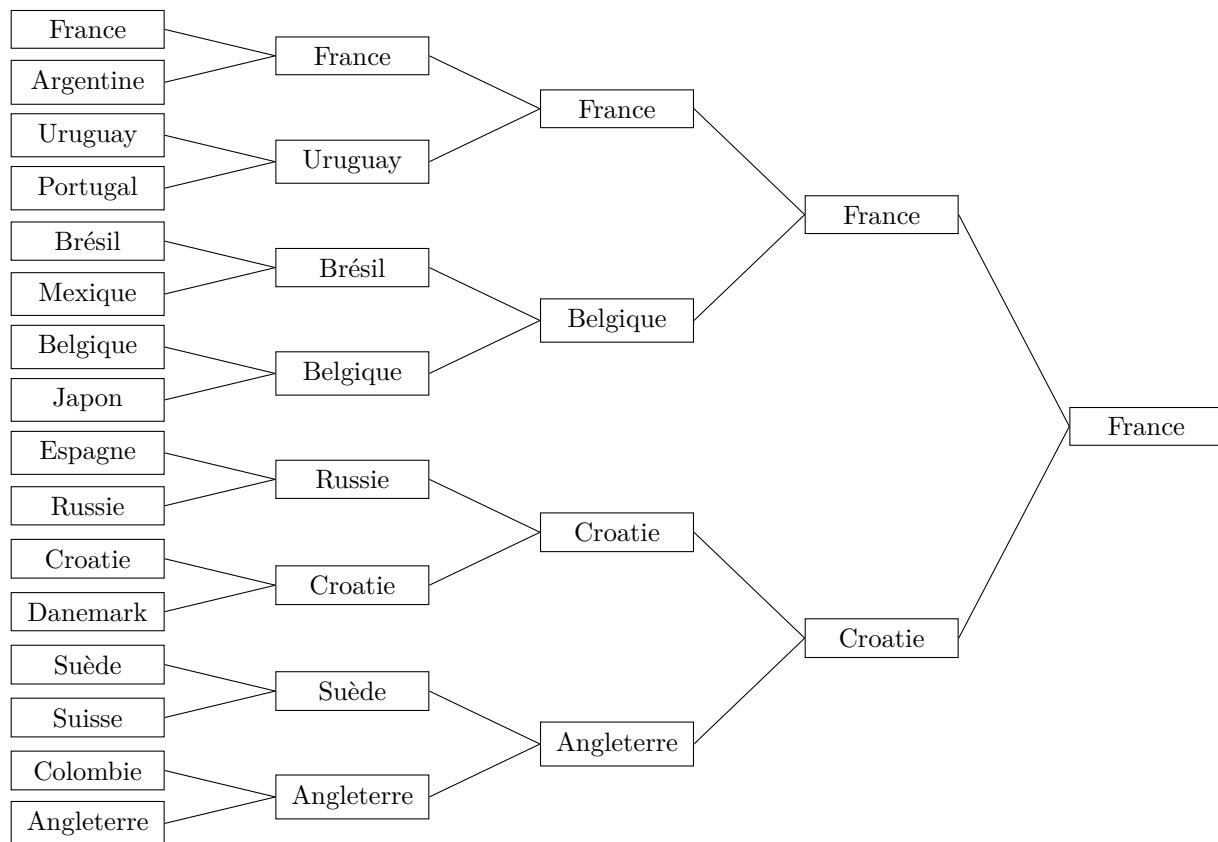 France
Argentine
Uruguay
Portugal
Brésil
Mexique
Belgique
Japon
Espagne
Russie
Croatie
Danemark
Suède
Suisse
Colombie
Angleterre
France
Uruguay
Brésil
Belgique
Russie
Croatie
Suède
Angleterre
France
Belgique
Croatie
Angleterre
France
Croatie
France